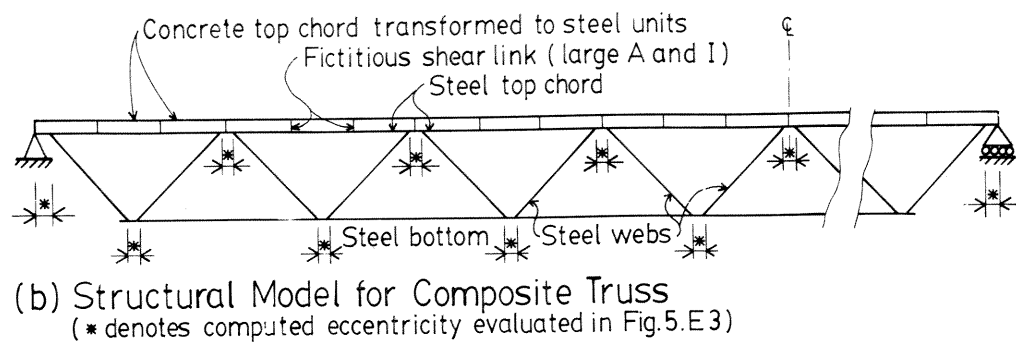 Concrete top chord transformed to steel units
℄
Fictitious shear link (large A and I)
Steel top chord
* * * *
* *
* * * *
Steel bottom
Steel webs
(b) Structural Model for Composite Truss
(* denotes computed eccentricity evaluated in Fig.5.E3)